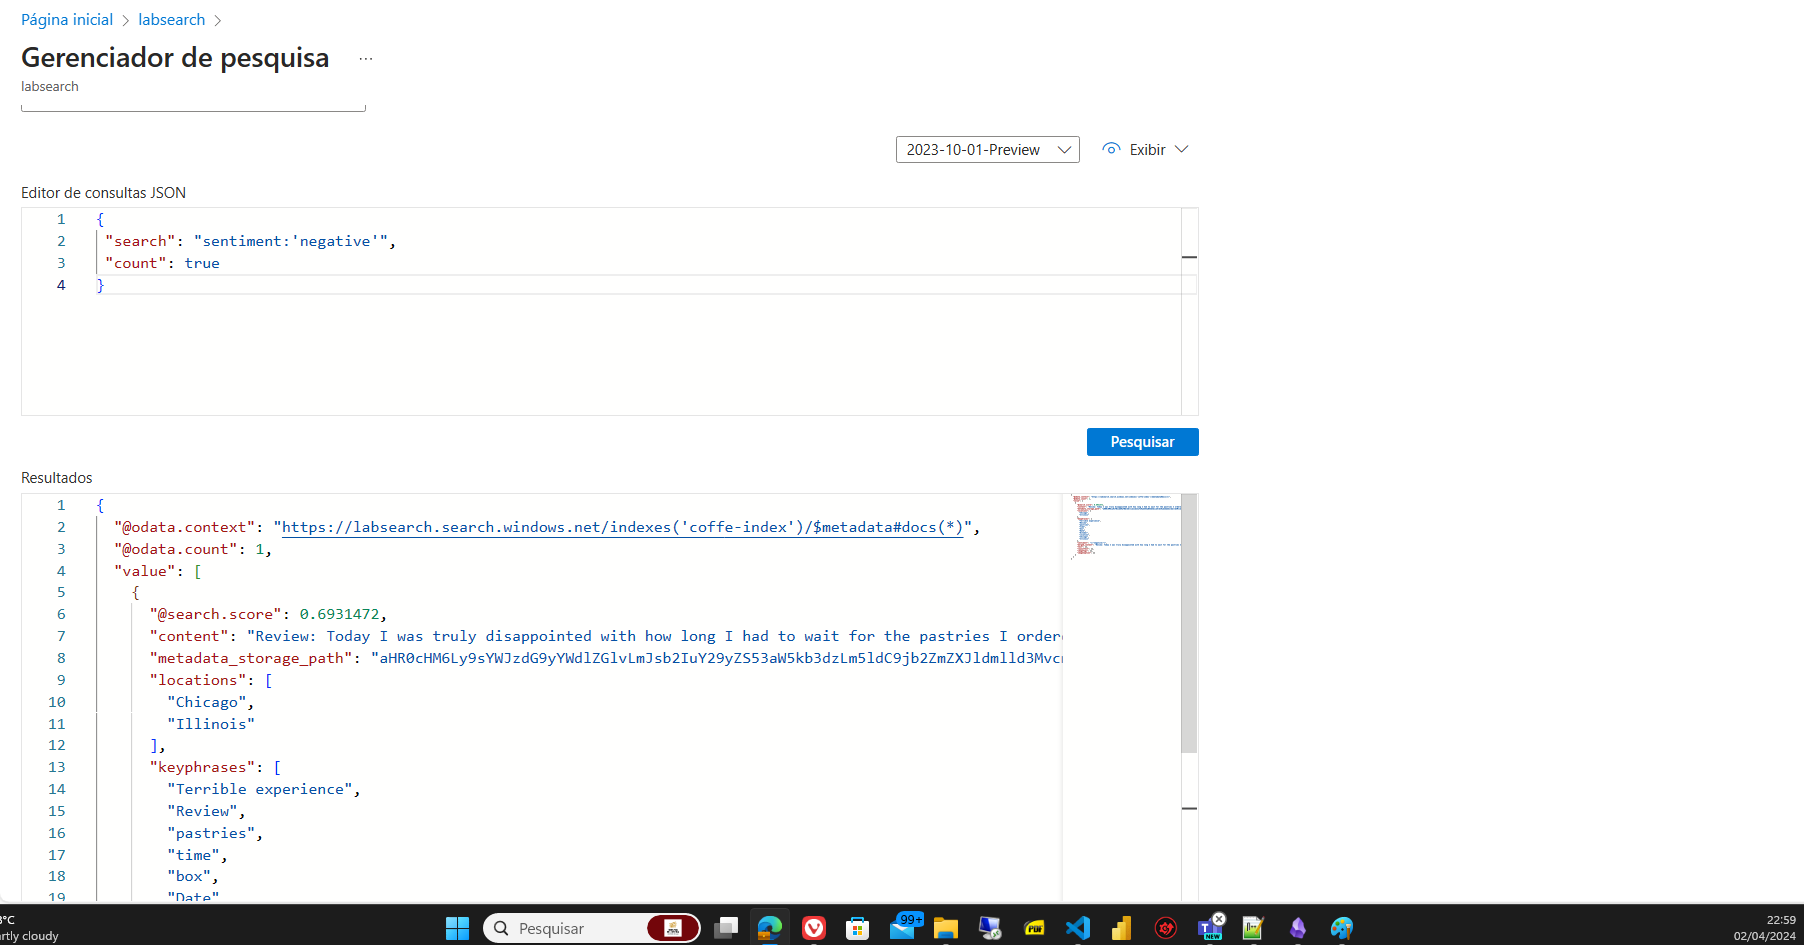 Página inicial > labsearch >
Gerenciador de pesquisa ...
labsearch
2023-10-01-Preview
Exibir
Editor de consultas JSON
1 {
2 "search": "sentiment:'negative'",
3 "count": true
4 }
Pesquisar
Resultados
1 {
2 "@odata.context": "https://labsearch.search.windows.net/indexes('coffe-index')/$metadata#docs(*)",
3 "@odata.count": 1,
4 "value": [
5 {
6 "@search.score": 0.6931472,
7 "content": "Review: Today I was truly disappointed with how long I had to wait for the pastries I ordere
8 "metadata_storage_path": "aHR0cHM6Ly9sYWJzdG9yYWdlZGlvLmJsb2IuY29yZS53aW5kb3dzLm5ldC9jb2ZmZXJldmlld3Mvcm
9 "locations": [
10 "Chicago",
11 "Illinois"
12 ],
13 "keyphrases": [
14 "Terrible experience",
15 "Review",
16 "pastries",
17 "time",
18 "box",
19 "Date"
°C
rtly cloudy
Pesquisar
99+
PDF
NEW
22:59
02/04/2024